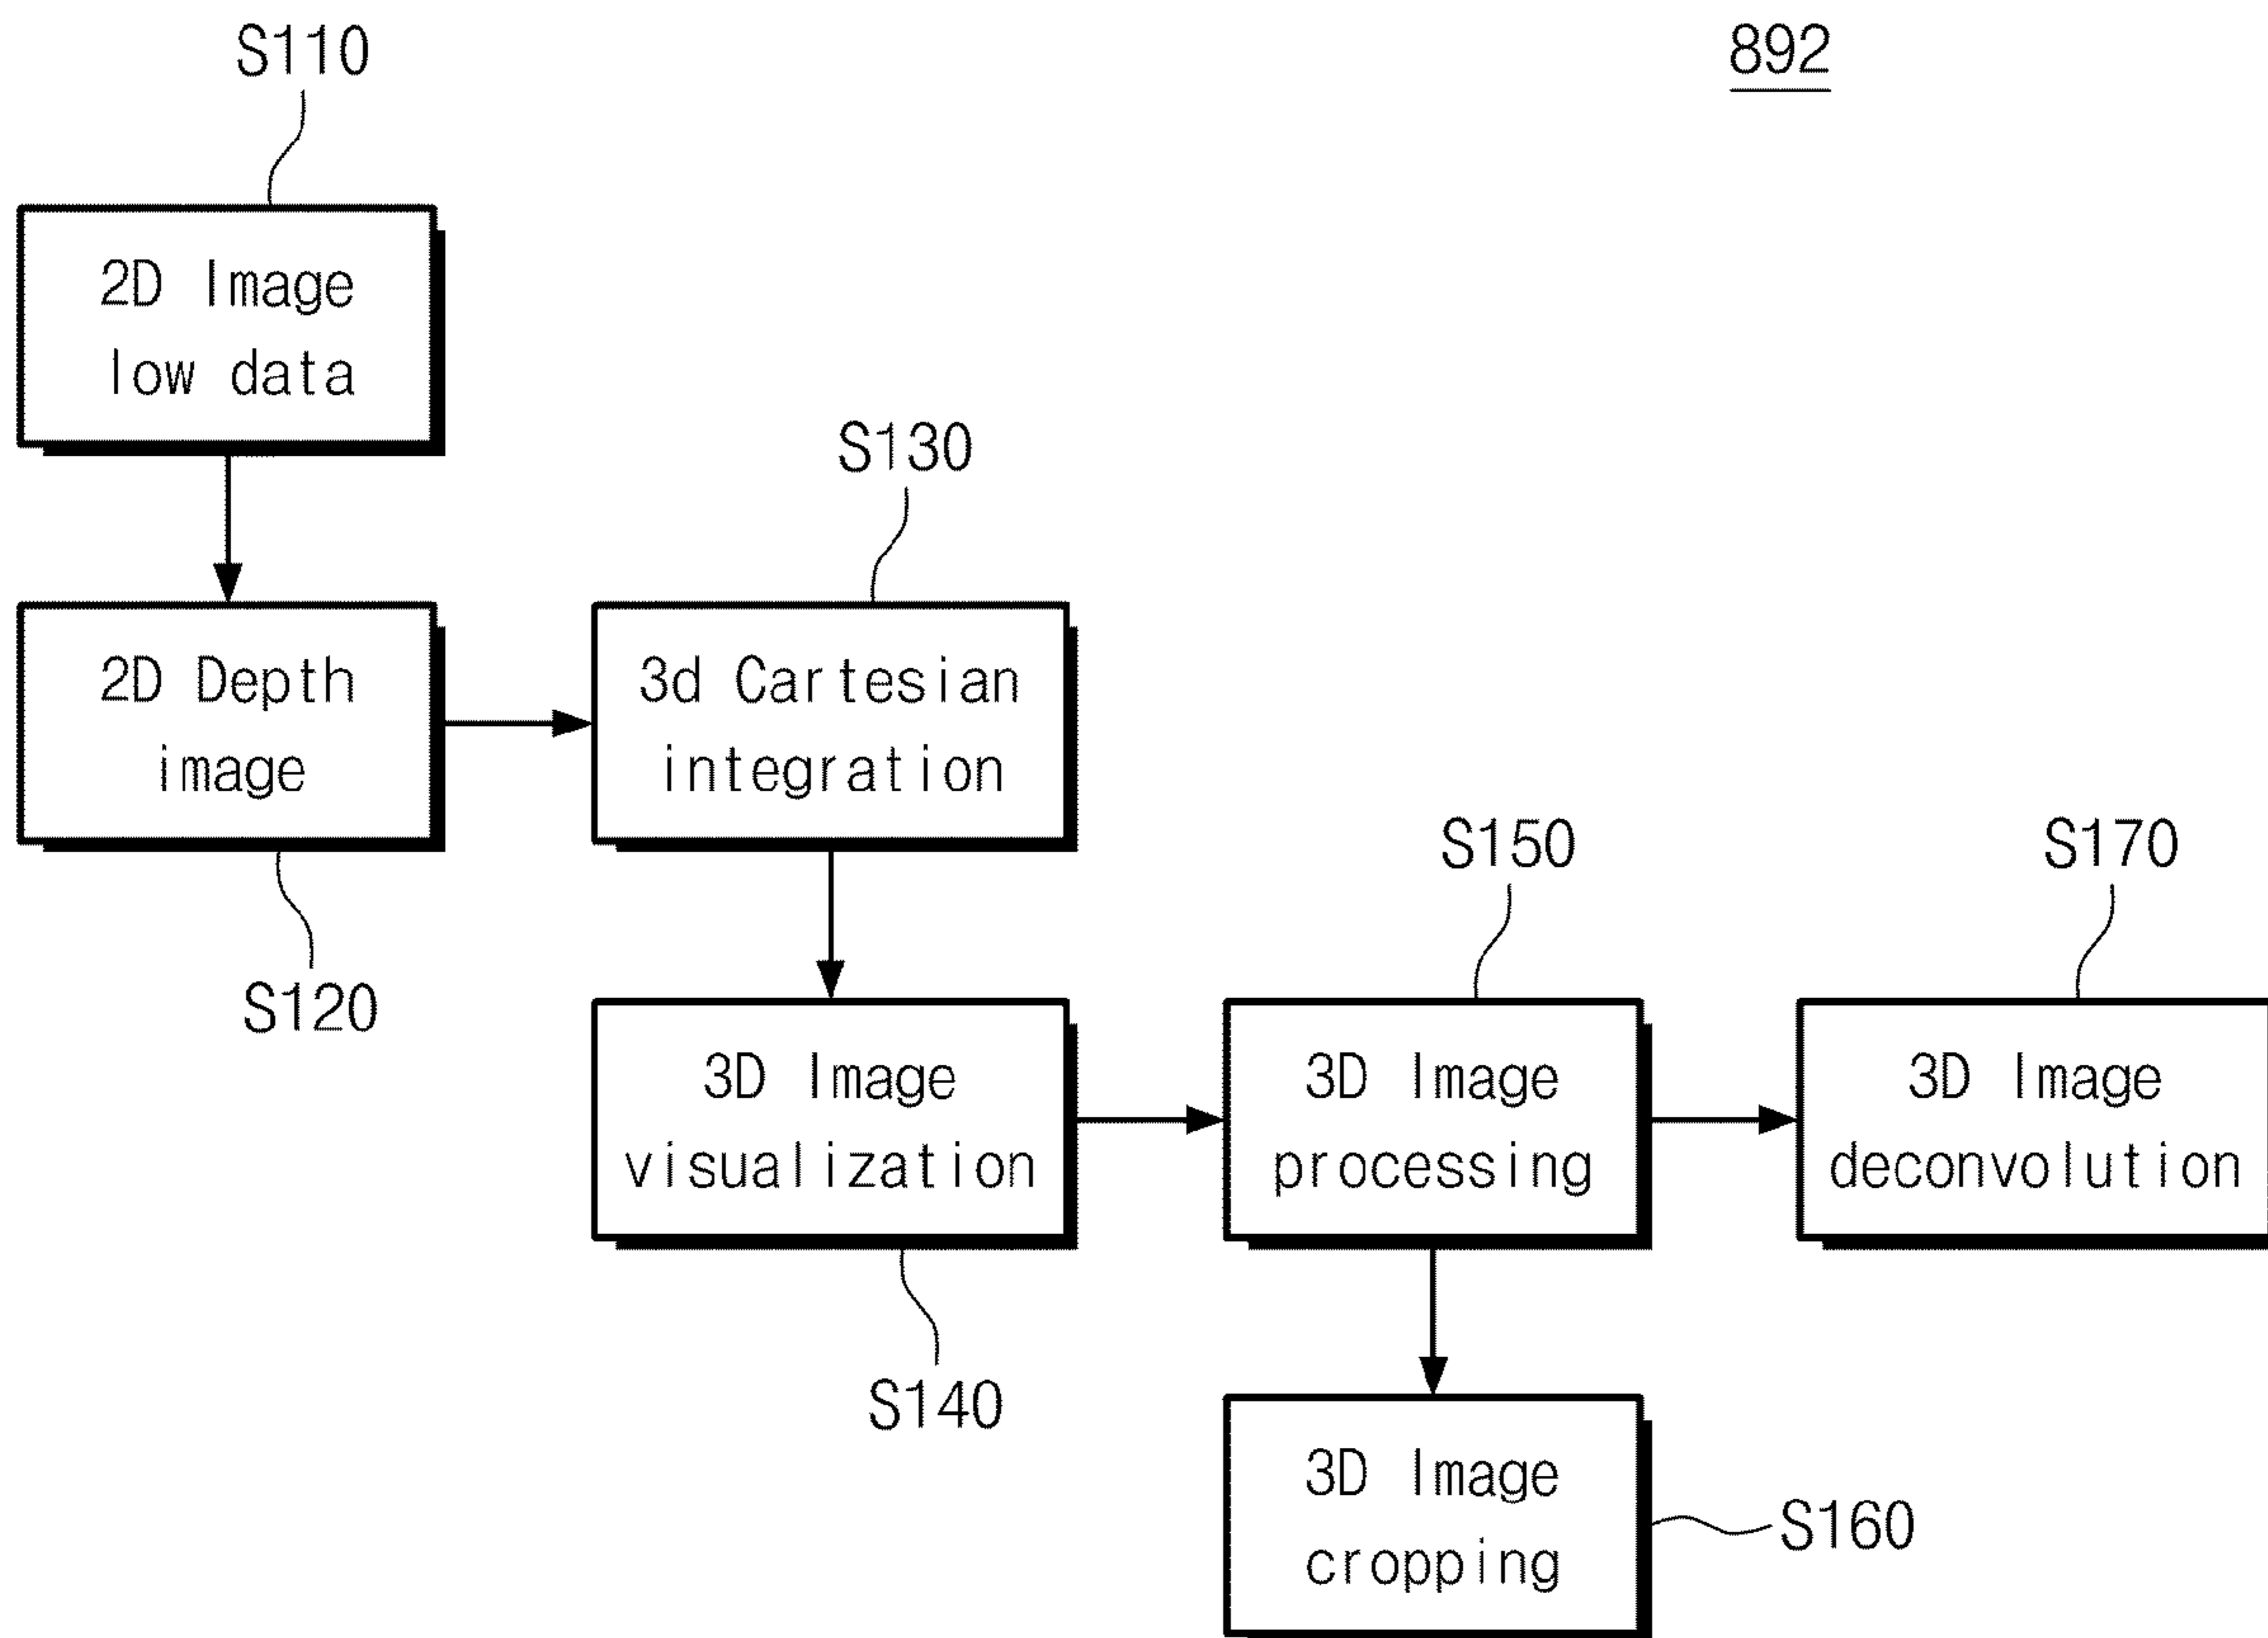 S110
892
2D Image
low data
S130
2D Depth
image
3d Cartesian
integration
S120
S150
S170
3D Image
visualization
3D Image
processing
3D Image
deconvolution
S140
3D Image
cropping
S160